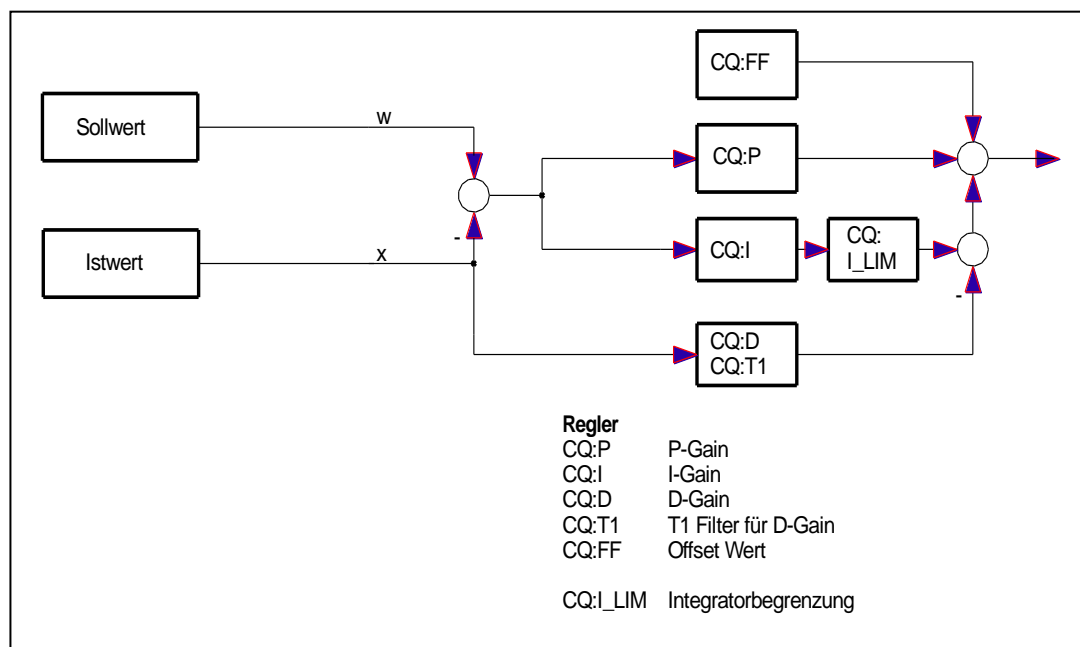 CQ:FF
Sollwert
w
CQ:P
-
Istwert
x
CQ:I
CQ:
I_LIM
-
CQ:D
CQ:T1
Regler
CQ:P P-Gain
CQ:I I-Gain
CQ:D D-Gain
CQ:T1 T1 Filter für D-Gain
CQ:FF Offset Wert
CQ:I_LIM Integratorbegrenzung